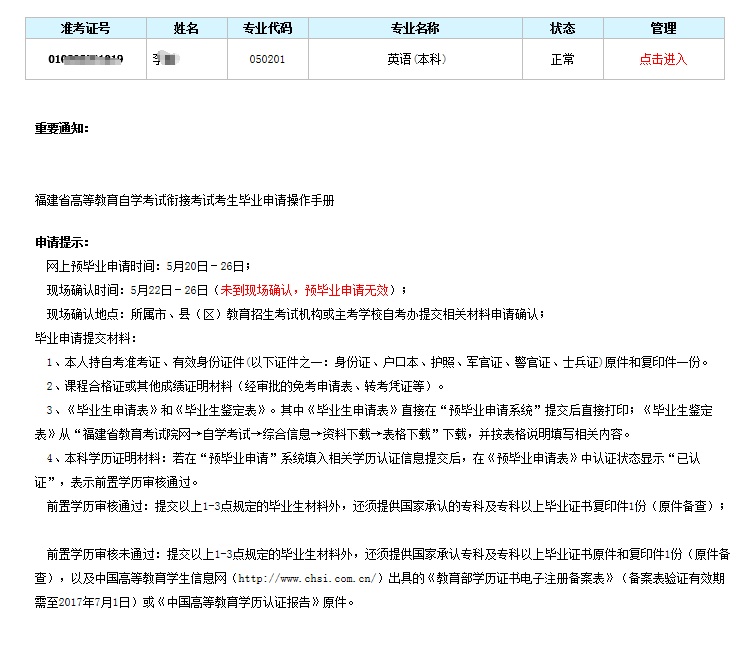 准考证号 姓名 专业代码 专业名称 状态 管理
050201 英语(本科) 正常 点击进入
重要通知：
福建省高等教育自学考试衔接考试考生毕业申请操作手册
申请提示：
网上预毕业申请时间：5月20日－26日；
现场确认时间：5月22日－26日（未到现场确认，预毕业申请无效）；
现场确认地点：所属市、县（区）教育招生考试机构或主考学校自考办提交相关材料申请确认；
毕业申请提交材料：
1、本人持自考准考证、有效身份证件(以下证件之一：身份证、户口本、护照、军官证、警官证、士兵证)原件和复印件一份。
2、课程合格证或其他成绩证明材料（经审批的免考申请表、转考凭证等）。
3、《毕业生申请表》和《毕业生鉴定表》。其中《毕业生申请表》直接在“预毕业申请系统”提交后直接打印；《毕业生鉴定
表》从“福建省教育考试院网→自学考试→综合信息→资料下载→表格下载”下载，并按表格说明填写相关内容。
4、本科学历证明材料：若在“预毕业申请”系统填入相关学历认证信息提交后，在《预毕业申请表》中认证状态显示“已认
证”，表示前置学历审核通过。
前置学历审核通过：提交以上1-3点规定的毕业生材料外，还须提供国家承认的专科及专科以上毕业证书复印件1份（原件备查）；
前置学历审核未通过：提交以上1-3点规定的毕业生材料外，还须提供国家承认专科及专科以上毕业证书原件和复印件1份（原件备
查），以及中国高等教育学生信息网（http://www.chsi.com.cn/）出具的《教育部学历证书电子注册备案表》（备案表验证有效期
需至2017年7月1日）或《中国高等教育学历认证报告》原件。